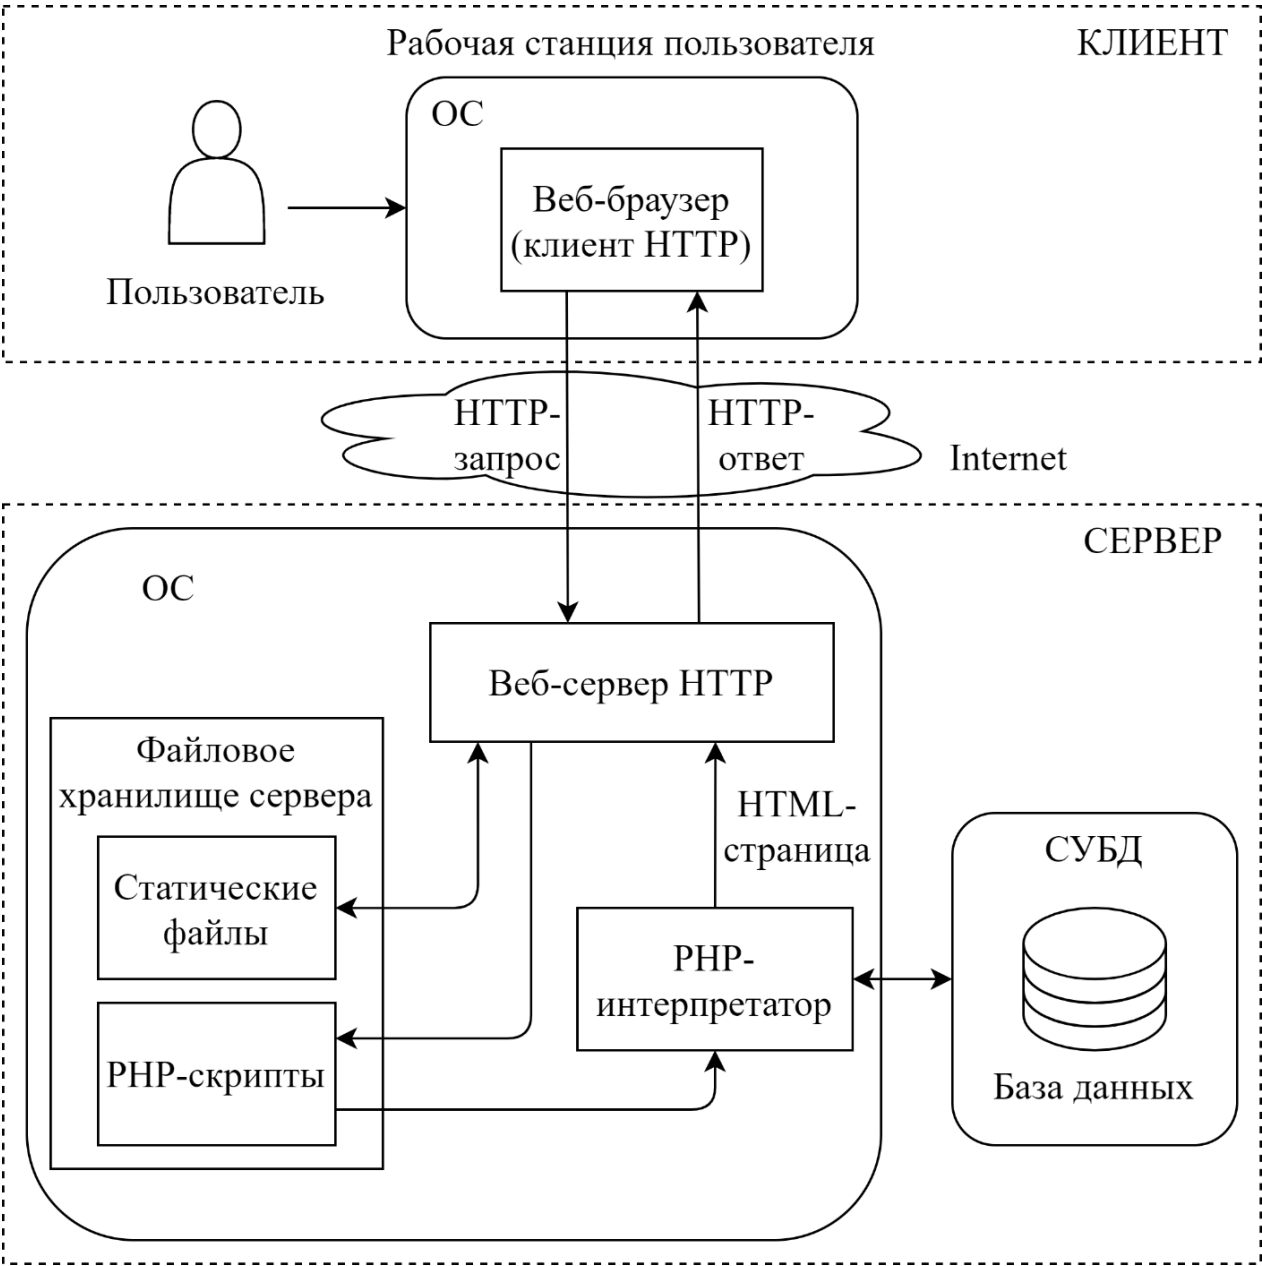 Рабочая станция пользователя
КЛИЕНТ
ОС
Веб-браузер
(клиент HTTP)
Пользователь
HTTP-
запрос
HTTP-
ответ
Internet
СЕРВЕР
ОС
Веб-сервер HTTP
Файловое
хранилище сервера
HTML-
страница
СУБД
Статические
файлы
PHP-
интерпретатор
PHP-скрипты
База данных